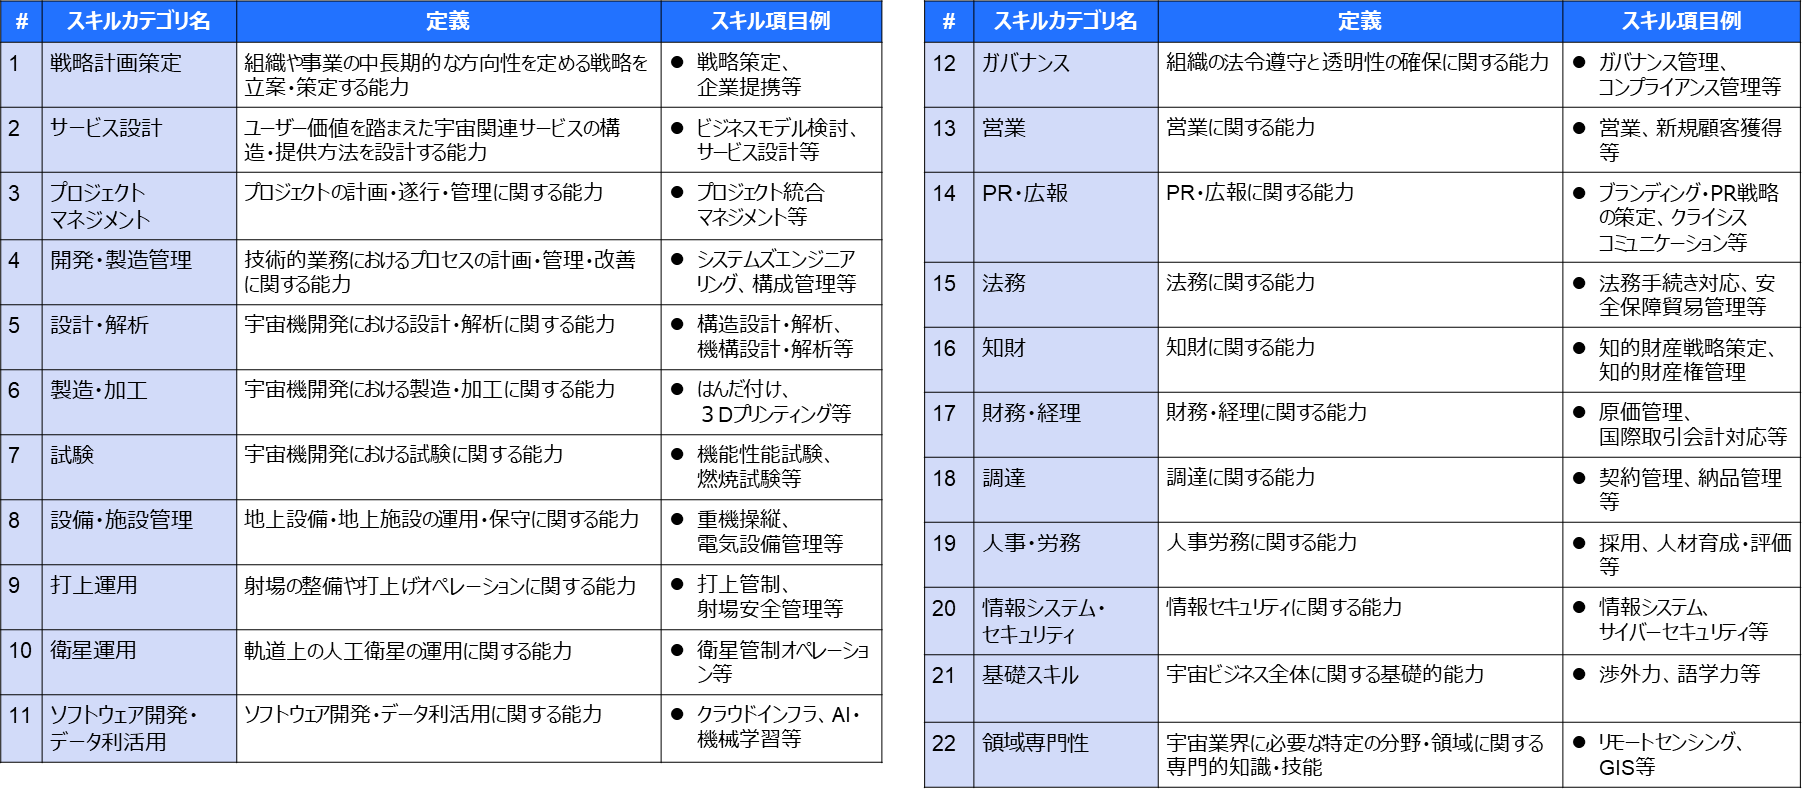 # スキルカテゴリ名 定義 スキル項目例
1 戦略計画策定 組織や事業の中長期的な方向性を定める戦略を ● 戦略策定、
立案・策定する能力 企業提携等
2 サービス設計 ユーザー価値を踏まえた宇宙関連サービスの構 ● ビジネスモデル検討、
造・提供方法を設計する能力 サービス設計等
3 プロジェクト プロジェクトの計画・遂行・管理に関する能力 ● プロジェクト統合
マネジメント マネジメント等
4 開発・製造管理 技術的業務におけるプロセスの計画・管理・改善 ● システムズエンジニア
に関する能力 リング、構成管理等
5 設計・解析 宇宙機開発における設計・解析に関する能力 ● 構造設計・解析、
機構設計・解析等
6 製造・加工 宇宙機開発における製造・加工に関する能力 ● はんだ付け、
３Dプリンティング等
7 試験 宇宙機開発における試験に関する能力 ● 機能性能試験、
燃焼試験等
8 設備・施設管理 地上設備・地上施設の運用・保守に関する能力 ● 重機操縦、
電気設備管理等
9 打上運用 射場の整備や打上げオペレーションに関する能力 ● 打上管制、
射場安全管理等
10 衛星運用 軌道上の人工衛星の運用に関する能力 ● 衛星管制オペレーショ
ン等
11 ソフトウェア開発・ ソフトウェア開発・データ利活用に関する能力 ● クラウドインフラ、AI・
データ利活用 機械学習等
# スキルカテゴリ名 定義 スキル項目例
12 ガバナンス 組織の法令遵守と透明性の確保に関する能力 ● ガバナンス管理、
コンプライアンス管理等
13 営業 営業に関する能力 ● 営業、新規顧客獲得
等
14 PR・広報 PR・広報に関する能力 ● ブランディング・PR戦略
の策定、クライシス
コミュニケーション等
15 法務 法務に関する能力 ● 法務手続き対応、安
全保障貿易管理等
16 知財 知財に関する能力 ● 知的財産戦略策定、
知的財産権管理
17 財務・経理 財務・経理に関する能力 ● 原価管理、
国際取引会計対応等
18 調達 調達に関する能力 ● 契約管理、納品管理
等
19 人事・労務 人事労務に関する能力 ● 採用、人材育成・評価
等
20 情報システム・ 情報セキュリティに関する能力 ● 情報システム、
セキュリティ サイバーセキュリティ等
21 基礎スキル 宇宙ビジネス全体に関する基礎的能力 ● 渉外力、語学力等
22 領域専門性 宇宙業界に必要な特定の分野・領域に関する ● リモートセンシング、
専門的知識・技能 GIS等